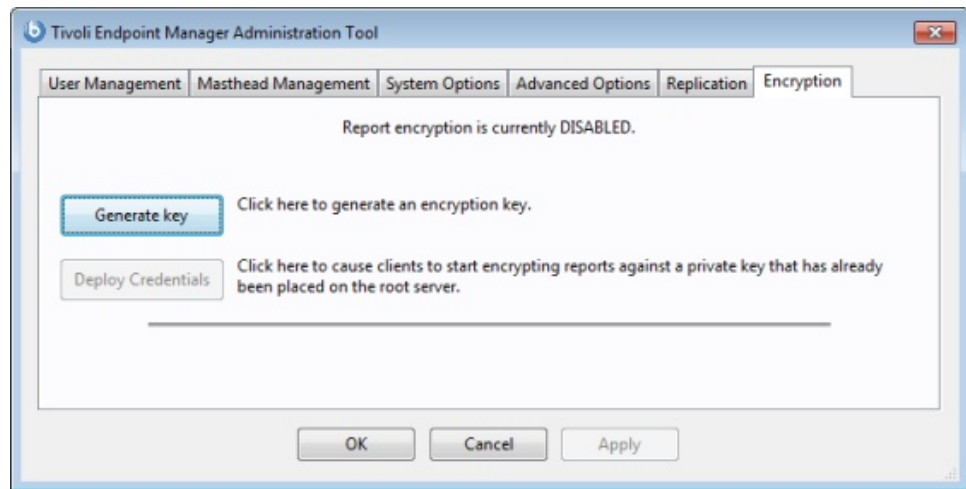 Tivoli Endpoint Manager Administration Tool
User Management Masthead Management System Options Advanced Options Replication Encryption
Report encryption is currently DISABLED.
Generate key
Click here to generate an encryption key.
Deploy Credentials
Click here to cause clients to start encrypting reports against a private key that has already
been placed on the root server.
OK Cancel Apply